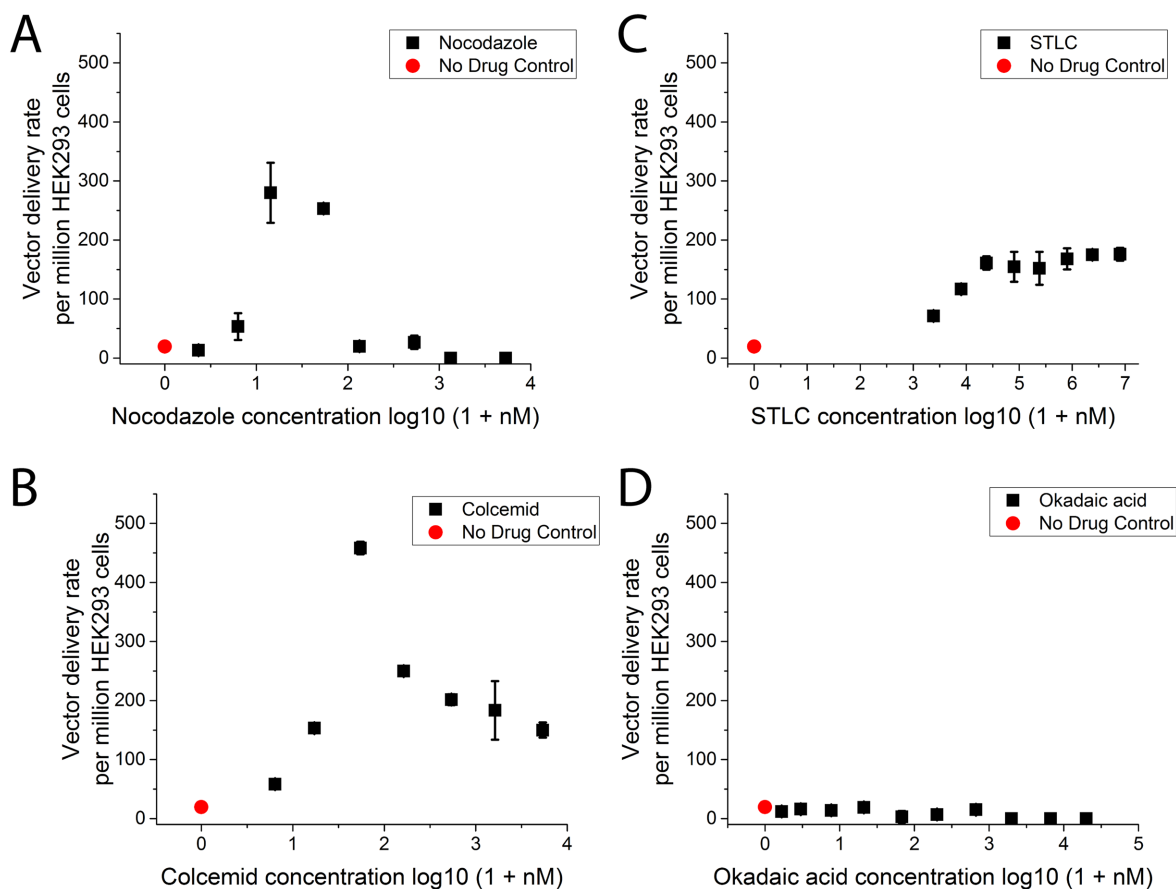 A
Nocodazole
No Drug Control
Vector delivery rate
per million HEK293 cells
500
400
300
200
100
0
0 1 2 3 4
Nocodazole concentration log10 (1 + nM)
C
STLC
No Drug Control
Vector delivery rate
per million HEK293 cells
500
400
300
200
100
0
0 1 2 3 4 5 6 7
STLC concentration log10 (1 + nM)
B
Colcemid
No Drug Control
Vector delivery rate
per million HEK293 cells
500
400
300
200
100
0
0 1 2 3 4
Colcemid concentration log10 (1 + nM)
D
Okadaic acid
No Drug Control
Vector delivery rate
per million HEK293 cells
500
400
300
200
100
0
0 1 2 3 4 5
Okadaic acid concentration log10 (1 + nM)